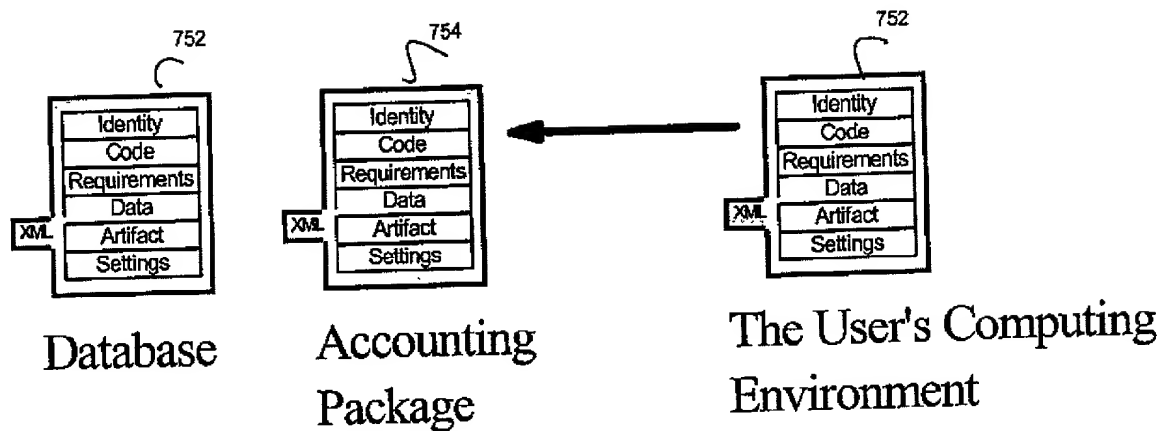 752
Identity
Code
Requirements
Data
XML
Artifact
Settings
Database
754
Identity
Code
Requirements
Data
XML
Artifact
Settings
Accounting
Package
752
Identity
Code
Requirements
Data
XML
Artifact
Settings
The User's Computing
Environment